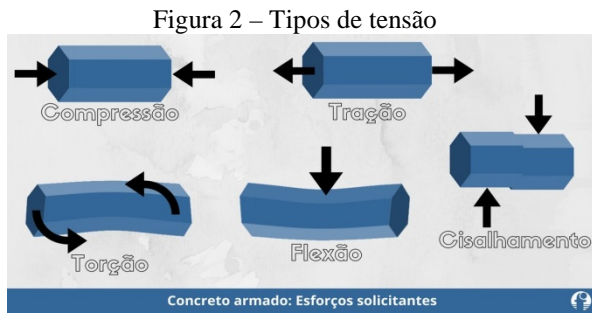 Figura 2 – Tipos de tensão
Compressão
Tração
Torção
Flexão
Cisalhamento
Concreto armado: Esforços solicitantes